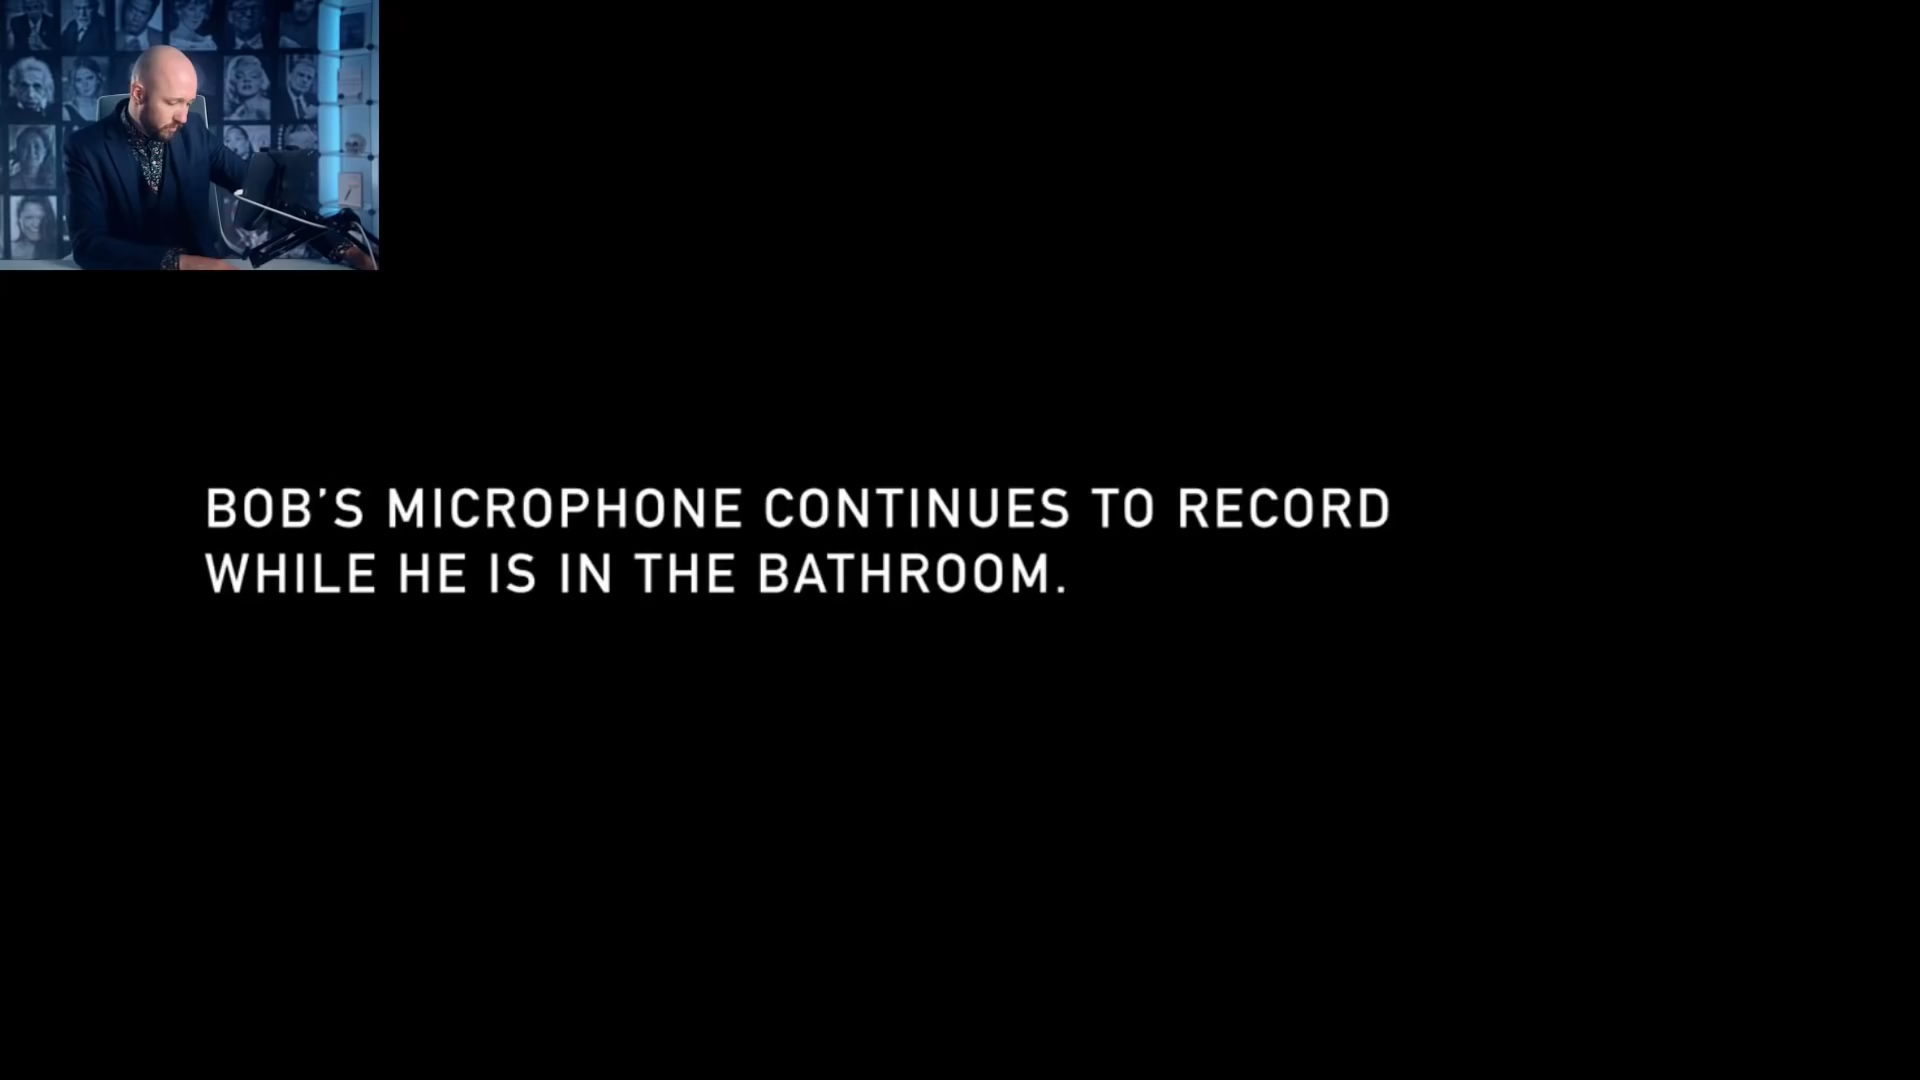 BOB’S MICROPHONE CONTINUES TO RECORD
WHILE HE IS IN THE BATHROOM.